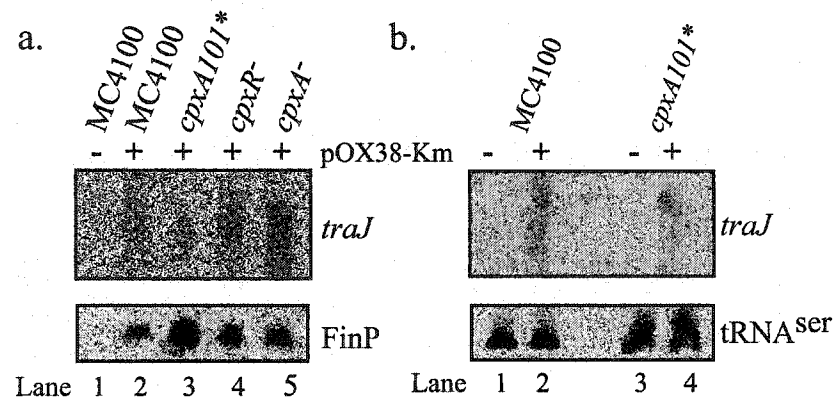 a.
MC4100
MC4100
cpxA101*
cpxR-
cpxA-
- + + + + pOX38-Km
traJ
FinP
Lane 1 2 3 4 5
b.
MC4100
cpxA101*
- + - +
traJ
tRNAser
Lane 1 2 3 4